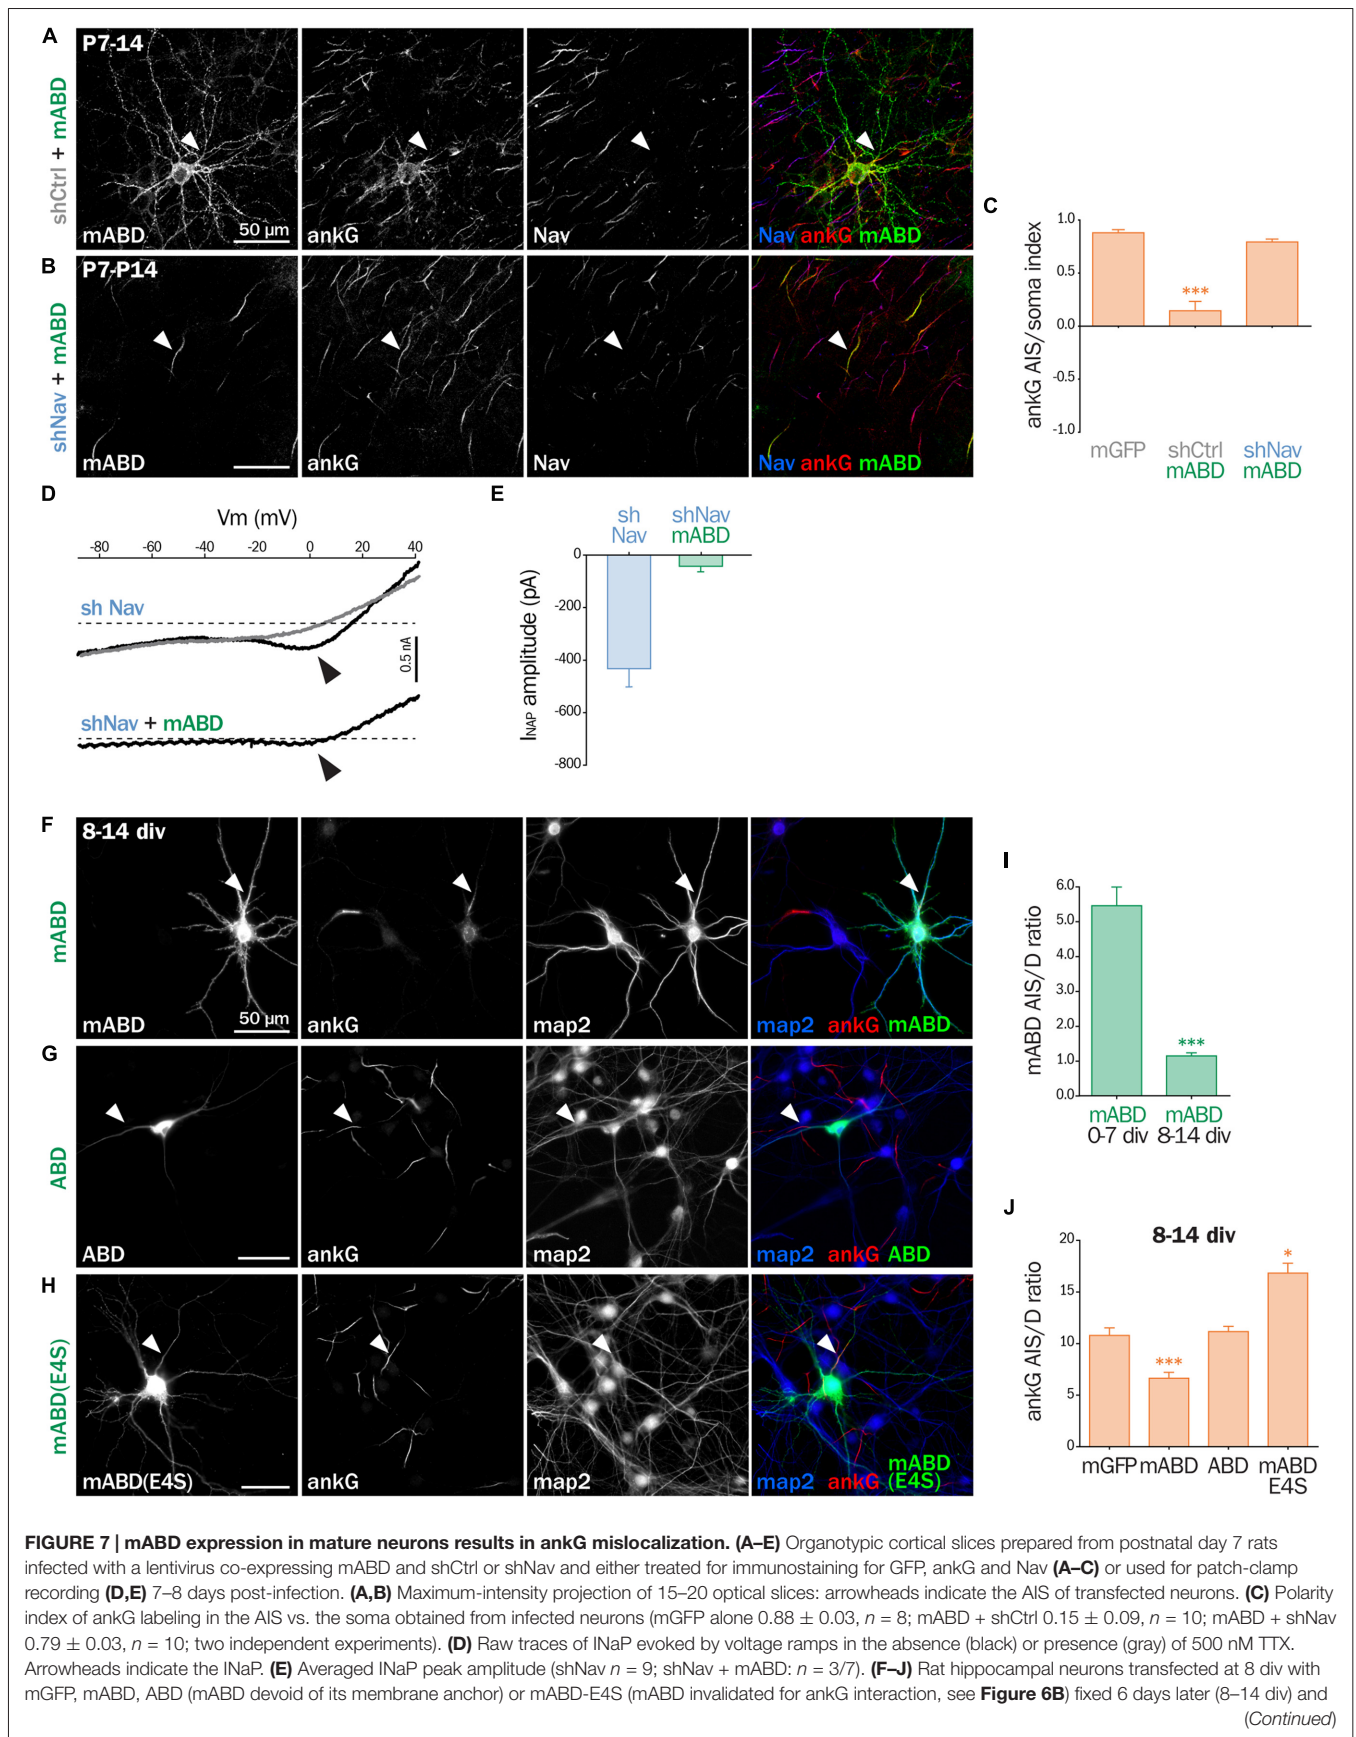 A
P7-14
shCtrl + mABD
mABD
50 µm
ankG
Nav
Nav ankG mABD
B
P7-P14
shNav + mABD
mABD
ankG
Nav
Nav ankG mABD
C
ankG AIS/soma index
1.0
0.5
0.0
-0.5
-1.0
mGFP
shCtrl
mABD
shNav
mABD
D
Vm (mV)
-80 -60 -40 -20 0 20 40
sh Nav
0.5 nA
shNav + mABD
E
sh
Nav
shNav
mABD
INAP amplitude (pA)
0
-200
-400
-600
-800
F
8-14 div
mABD
mABD
50 µm
ankG
map2
map2 ankG mABD
G
ABD
ABD
ankG
map2
map2 ankG ABD
H
mABD(E4S)
mABD(E4S)
ankG
map2
map2 ankG mABD
(E4S)
I
mABD AIS/D ratio
6.0
5.0
4.0
3.0
2.0
1.0
0.0
***
mABD
0-7 div
mABD
8-14 div
J
8-14 div
ankG AIS/D ratio
20
15
10
5
0
***
*
mGFP mABD ABD mABD
E4S
***
FIGURE 7 | mABD expression in mature neurons results in ankG mislocalization. (A–E) Organotypic cortical slices prepared from postnatal day 7 rats
infected with a lentivirus co-expressing mABD and shCtrl or shNav and either treated for immunostaining for GFP, ankG and Nav (A–C) or used for patch-clamp
recording (D,E) 7–8 days post-infection. (A,B) Maximum-intensity projection of 15–20 optical slices: arrowheads indicate the AIS of transfected neurons. (C) Polarity
index of ankG labeling in the AIS vs. the soma obtained from infected neurons (mGFP alone 0.88 ± 0.03, n = 8; mABD + shCtrl 0.15 ± 0.09, n = 10; mABD + shNav
0.79 ± 0.03, n = 10; two independent experiments). (D) Raw traces of INaP evoked by voltage ramps in the absence (black) or presence (gray) of 500 nM TTX.
Arrowheads indicate the INaP. (E) Averaged INaP peak amplitude (shNav n = 9; shNav + mABD: n = 3/7). (F–J) Rat hippocampal neurons transfected at 8 div with
mGFP, mABD, ABD (mABD devoid of its membrane anchor) or mABD-E4S (mABD invalidated for ankG interaction, see Figure 6B) fixed 6 days later (8–14 div) and
(Continued)